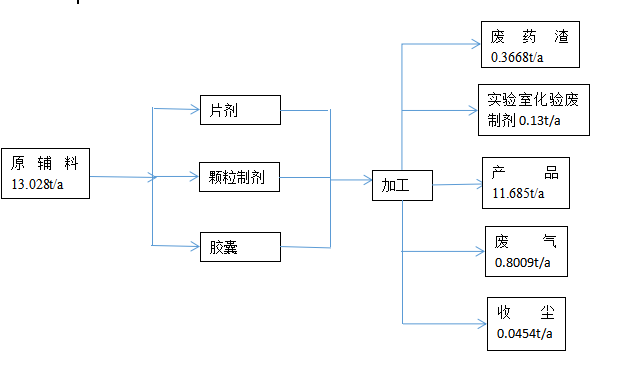 废药渣
0.3668t/a
实验室化验废
制剂 0.13t/a
片剂
原辅料
13.028t/a
颗粒制剂
加工
产品
11.685t/a
胶囊
废气
0.8009t/a
收尘
0.0454t/a